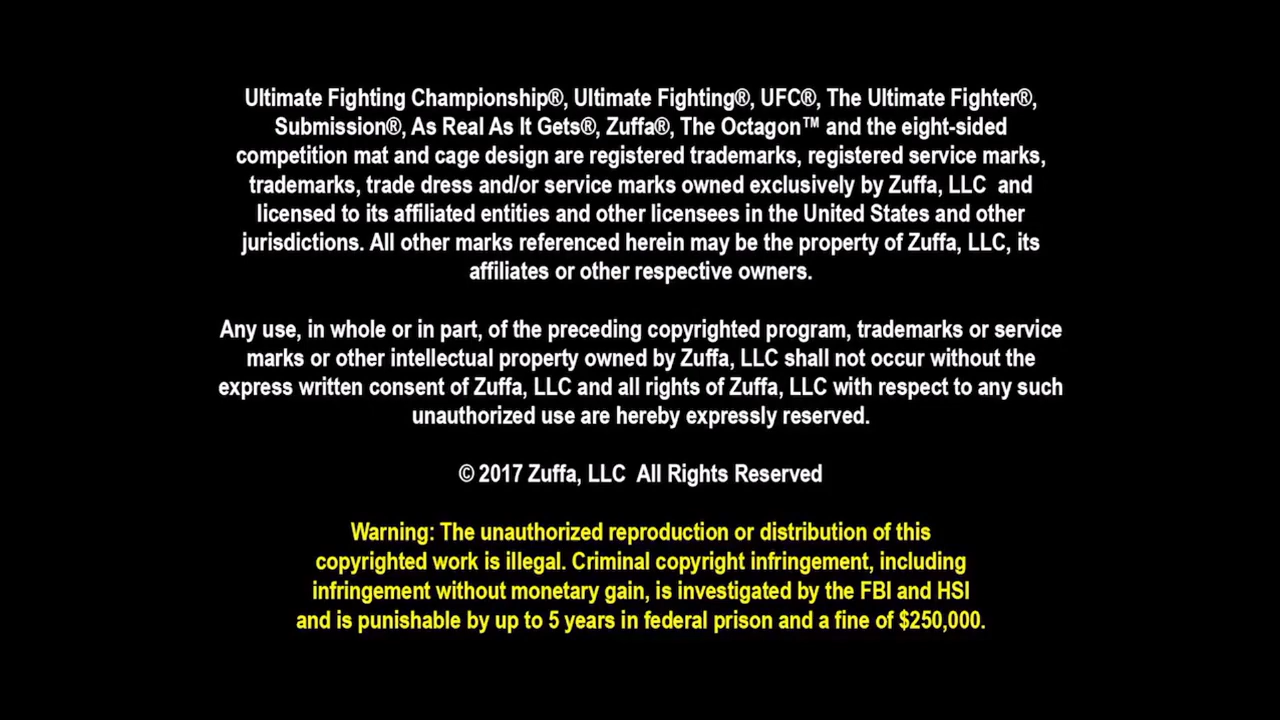 Ultimate Fighting Championship®, Ultimate Fighting®, UFC®, The Ultimate Fighter®,
Submission®, As Real As It Gets®, Zuffa®, The Octagon™ and the eight-sided
competition mat and cage design are registered trademarks, registered service marks,
trademarks, trade dress and/or service marks owned exclusively by Zuffa, LLC  and
licensed to its affiliated entities and other licensees in the United States and other
jurisdictions. All other marks referenced herein may be the property of Zuffa, LLC, its
affiliates or other respective owners.
Any use, in whole or in part, of the preceding copyrighted program, trademarks or service
marks or other intellectual property owned by Zuffa, LLC shall not occur without the
express written consent of Zuffa, LLC and all rights of Zuffa, LLC with respect to any such
unauthorized use are hereby expressly reserved.
© 2017 Zuffa, LLC  All Rights Reserved
Warning: The unauthorized reproduction or distribution of this
copyrighted work is illegal. Criminal copyright infringement, including
infringement without monetary gain, is investigated by the FBI and HSI
and is punishable by up to 5 years in federal prison and a fine of $250,000.